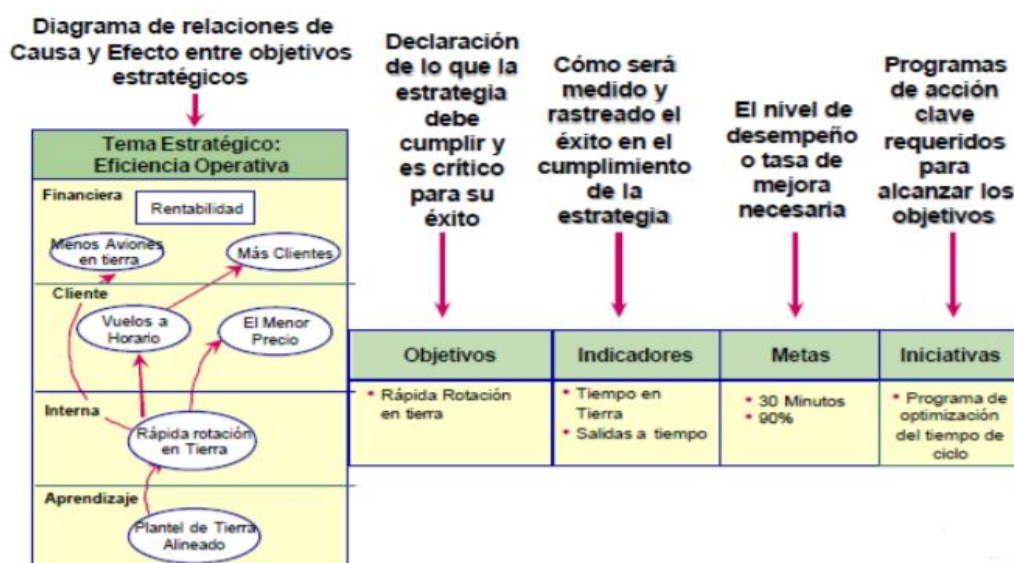 Diagrama de relaciones de
Causa y Efecto entre objetivos
estratégicos
Declaración
de lo que la
estrategia
debe
cumplir y
es crítico
para su
éxito
Cómo será
medido y
rastreado el
éxito en el
cumplimiento
de la
estrategia
El nivel de
desempeño
o tasa de
mejora
necesaria
Programas
de acción
clave
requeridos
para
alcanzar los
objetivos
Tema Estratégico:
Eficiencia Operativa
Financiera
Rentabilidad
Menos Aviones
en tierra
Más Clientes
Cliente
Vuelos a
Horario
El Menor
Precio
Interna
Rápida rotación
en Tierra
Aprendizaje
Plantel de Tierra
Alineado
Objetivos
Indicadores
Metas
Iniciativas
• Rápida Rotación
en tierra
• Tiempo en
Tierra
• Salidas a tiempo
• 30 Minutos
• 90%
• Programa de
optimización
del tiempo de
ciclo